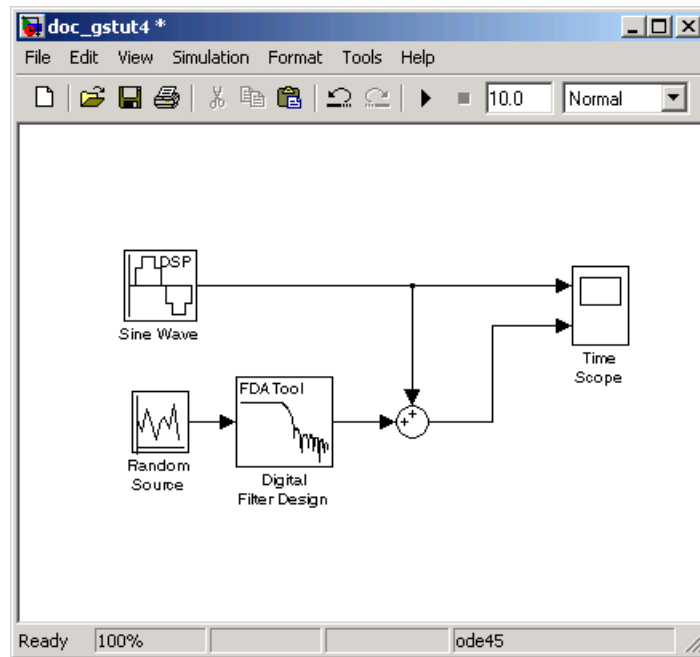 doc_gstut4 *
File Edit View Simulation Format Tools Help
10.0 Normal
DSP
Sine Wave
Time
Scope
FDATool
Random
Source
Digital
Filter Design
Ready 100% ode45